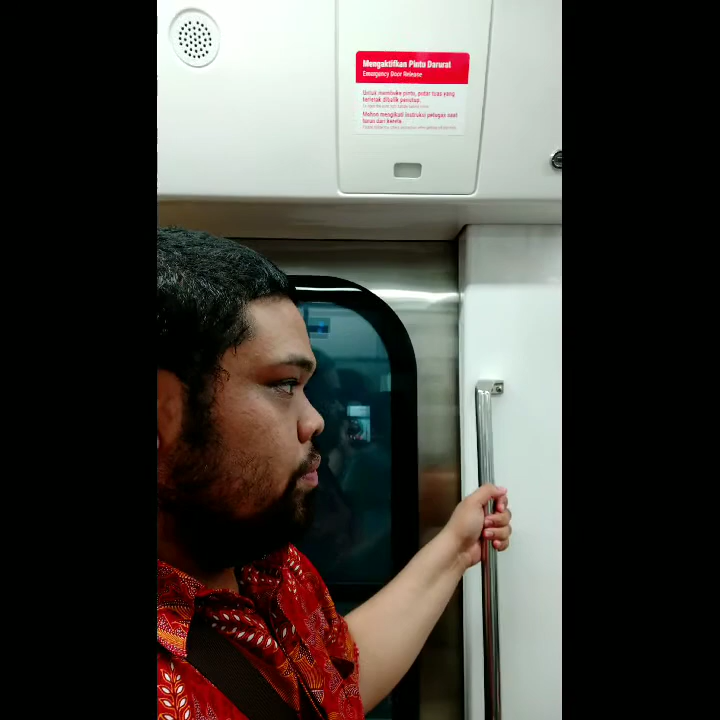 Mengaktifkan Pintu Darurat
Emergency Door Release
Untuk membuka pintu, putar tuas yang
terletak dibalik penutup.
Mohon mengikuti instruksi petugas saat
turun dari kereta.